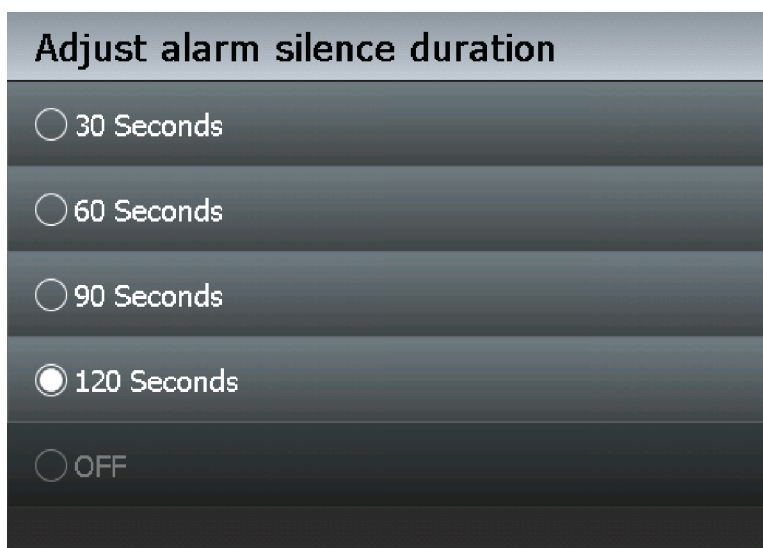 Adjust alarm silence duration
30 Seconds
60 Seconds
90 Seconds
120 Seconds
OFF